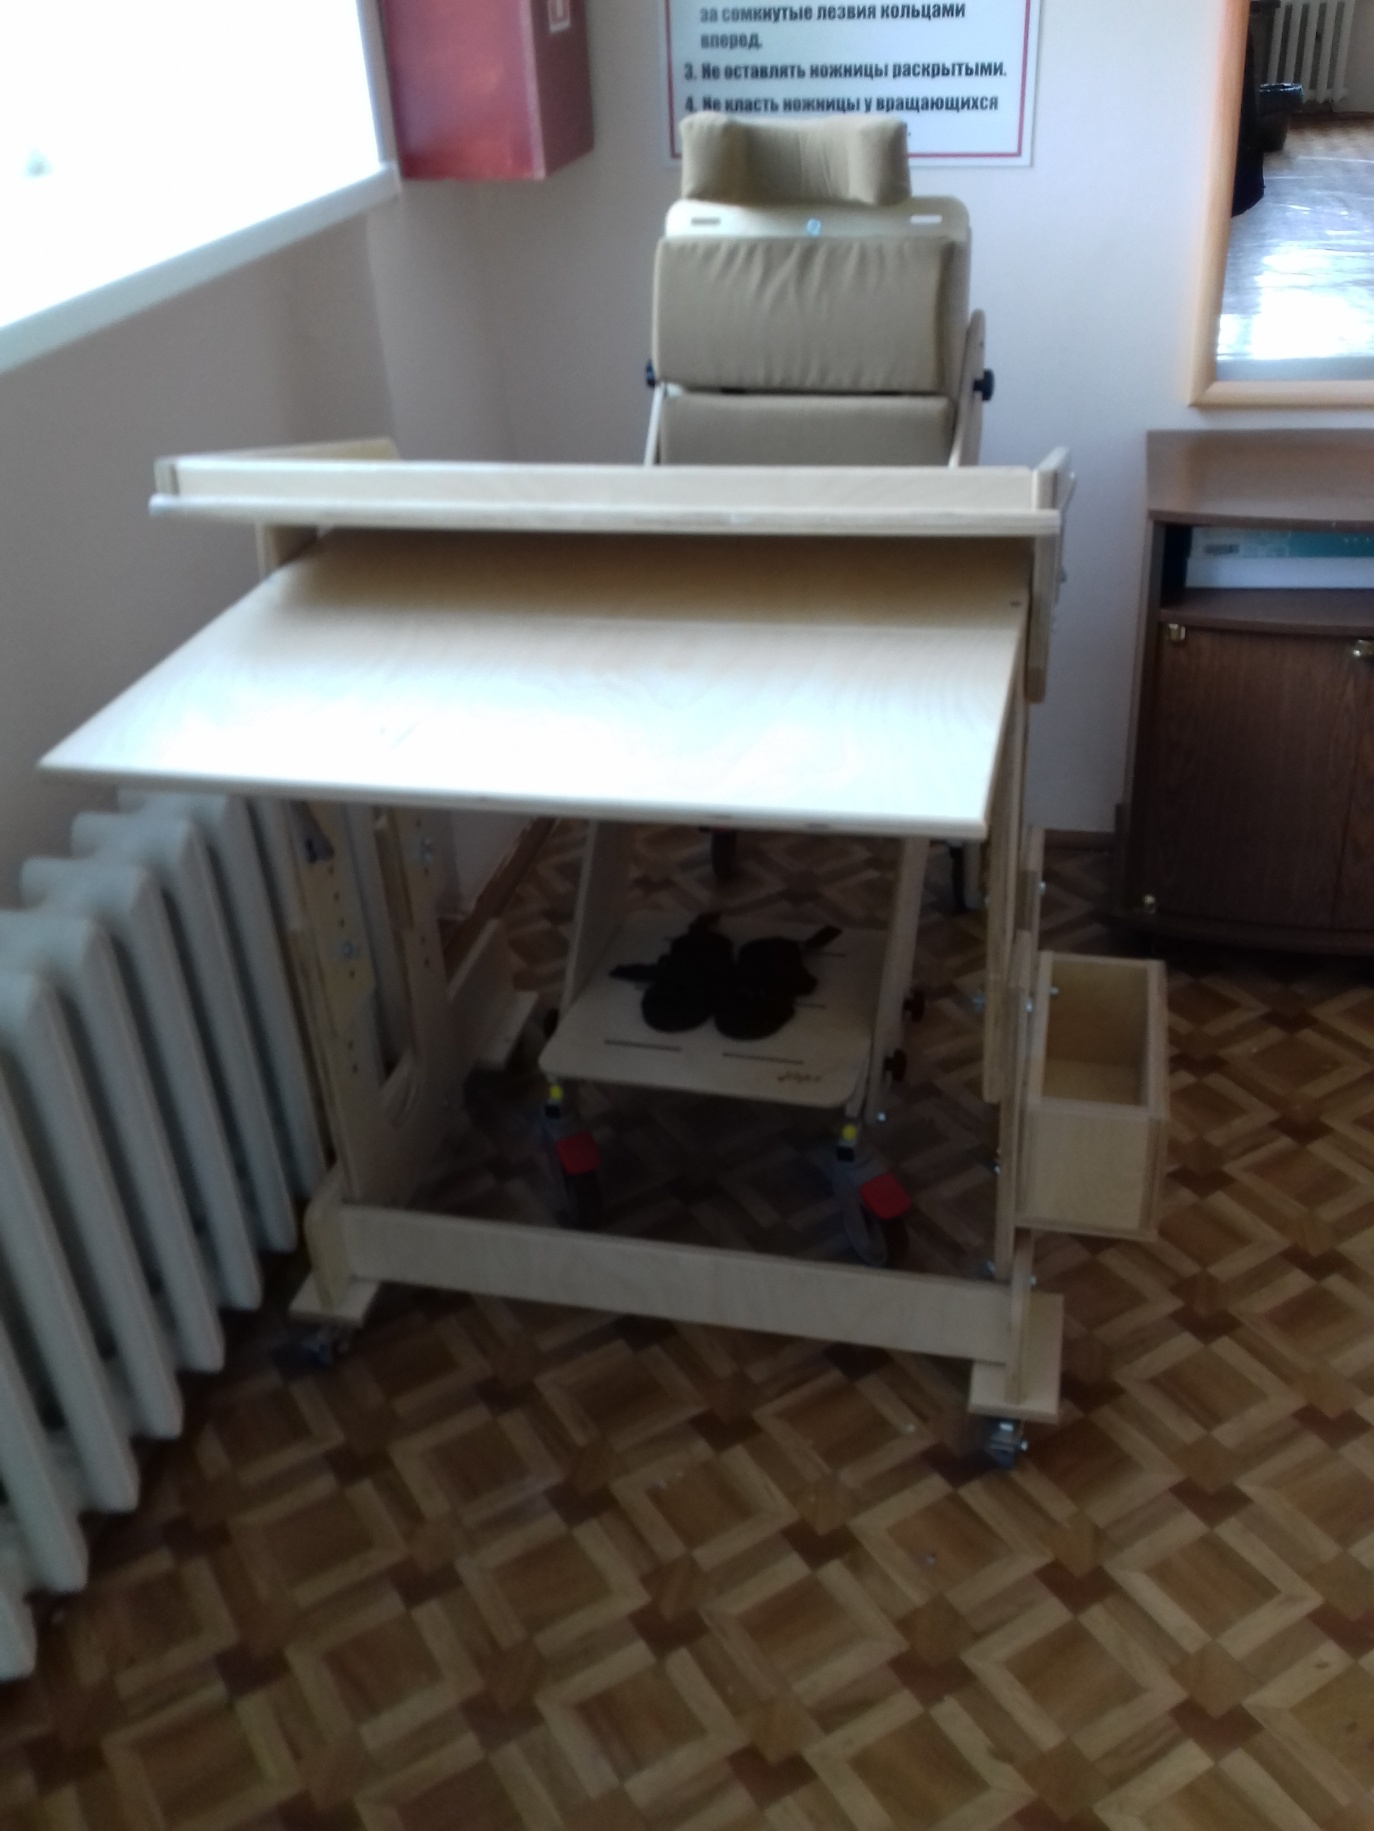 за сомкнутые лезвия кольцами
вперед.
3. Не оставлять ножницы раскрытыми.
4. Не класть ножницы у вращающихся